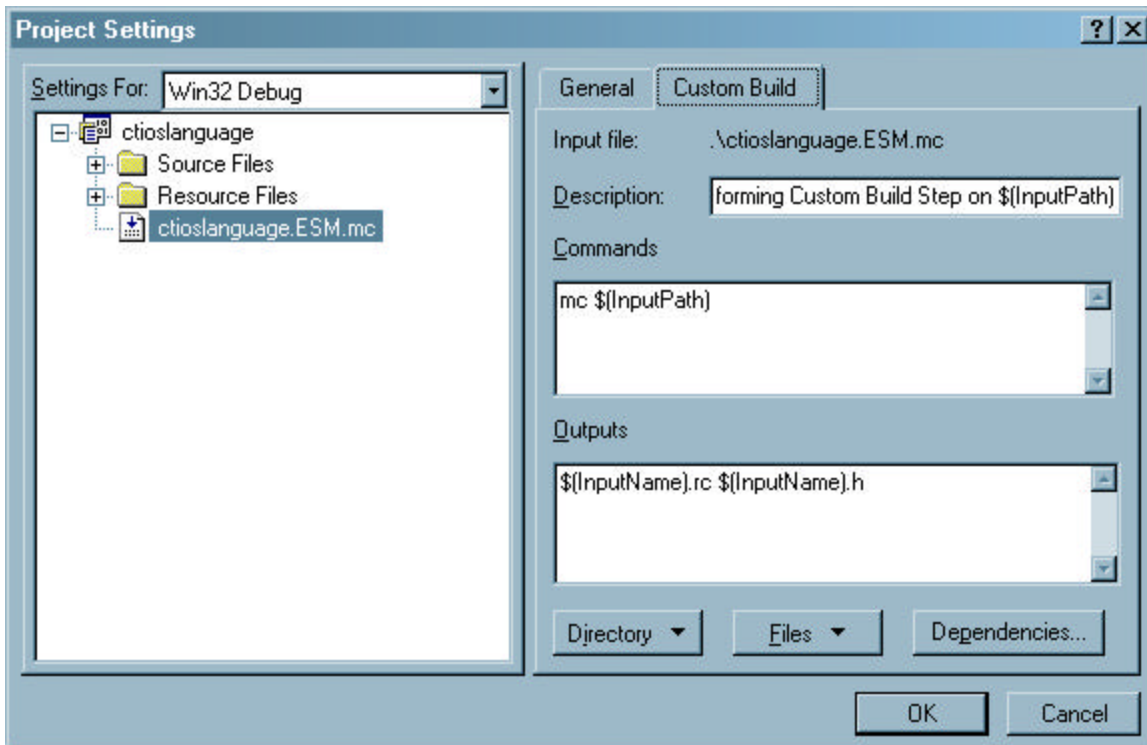 Project Settings
Settings For: Win32 Debug
ctioslanguage
Source Files
Resource Files
ctioslanguage.ESM.mc
General Custom Build
Input file: .\ctioslanguage.ESM.mc
Description: forming Custom Build Step on $(InputPath)
Commands
mc $(InputPath)
Outputs
$(InputName).rc $(InputName).h
Directory Files Dependencies...
OK Cancel